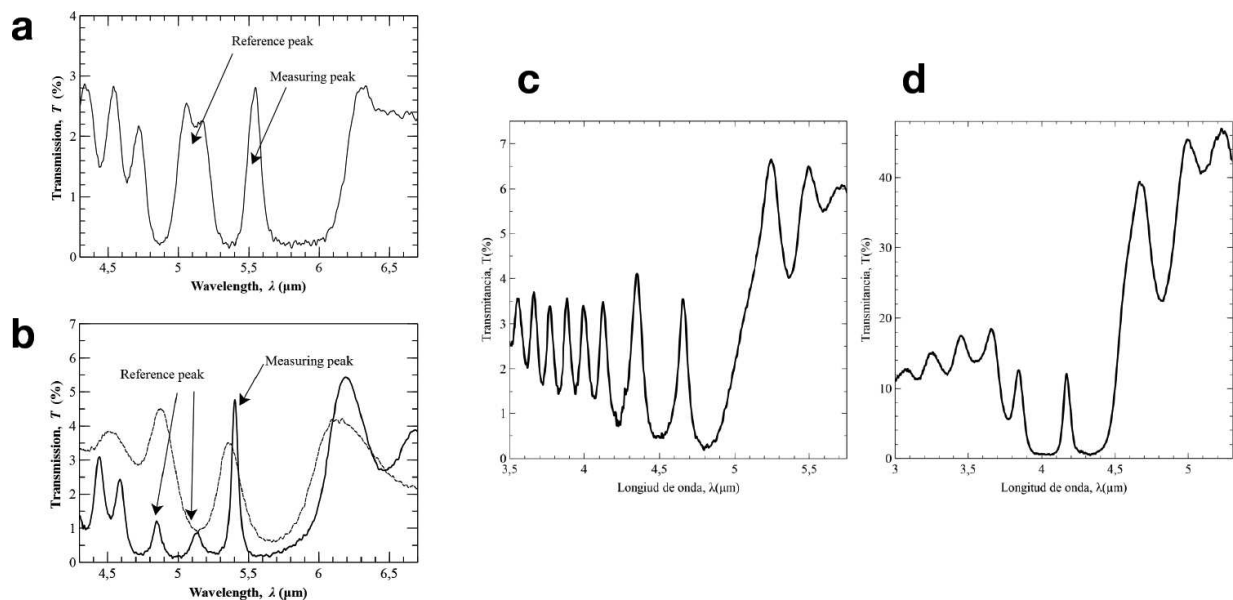 a
4
3
2
1
0
Transmission, T (%)
Reference peak
Measuring peak
4,5
5
5,5
6
6,5
Wavelength, λ (µm)
b
7
6
5
4
3
2
1
0
Transmission, T (%)
Reference peak
Measuring peak
4,5
5
5,5
6
6,5
Wavelength, λ (µm)
c
7
6
5
4
3
2
1
0
Transmitancia, T(%)
3,5
4
4,5
5
5,5
Longiud de onda, λ(µm)
d
40
30
20
10
0
Transmitancia, T(%)
3
3,5
4
4,5
5
Longitud de onda, λ(µm)